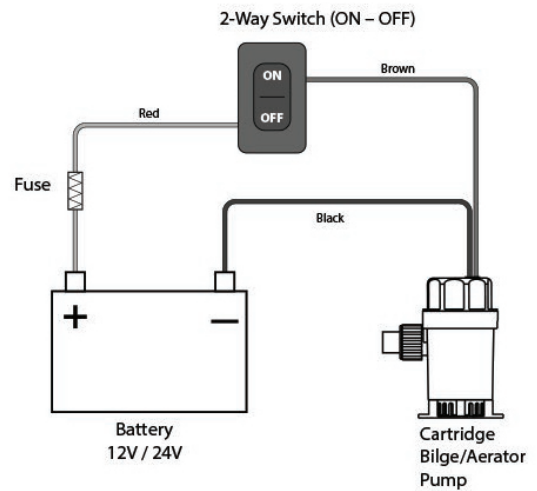 2-Way Switch (ON – OFF)
ON
OFF
Brown
Red
Fuse
Black
+
–
Battery
12V / 24V
Cartridge
Bilge/Aerator
Pump